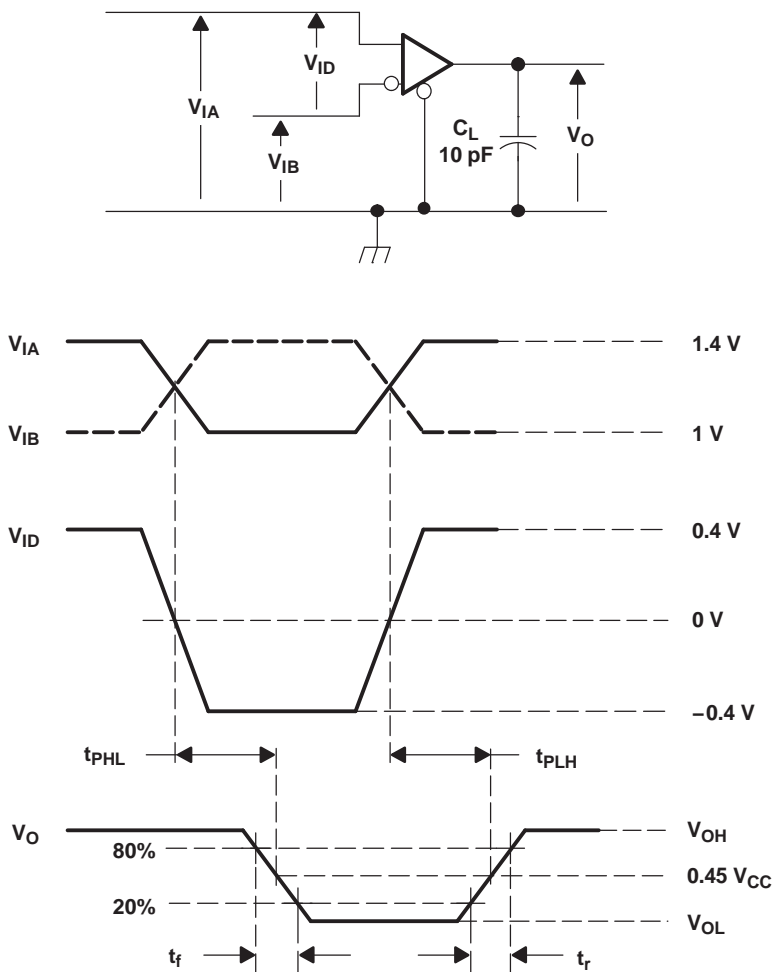 V_ID
V_IA
V_IB
C_L
10 pF
V_O
V_IA
1.4 V
V_IB
1 V
V_ID
0.4 V
0 V
−0.4 V
t_PHL
t_PLH
V_O
V_OH
80%
0.45 V_CC
20%
V_OL
t_f
t_r